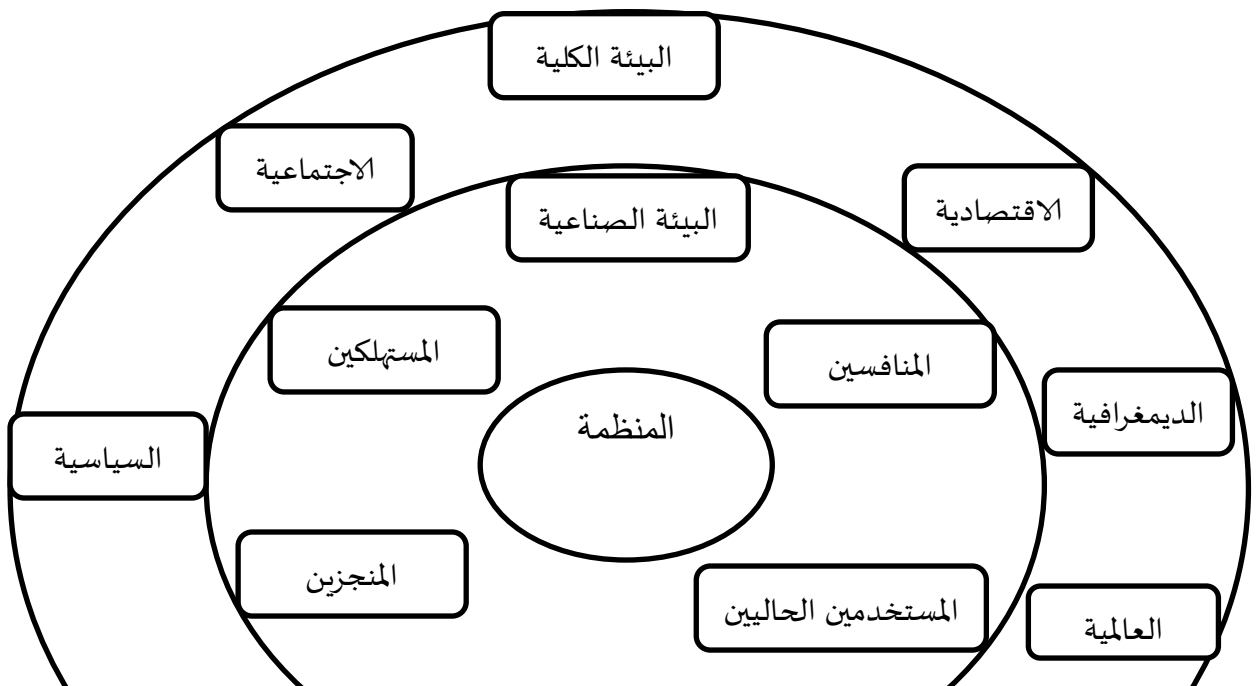 البيئة الكلية
الاجتماعية
الاقتصادية
البيئة الصناعية
المستهلكين
المنافسين
الديمغرافية
المنظمة
السياسية
المنجزين
المستخدمين الحاليين
العالمية